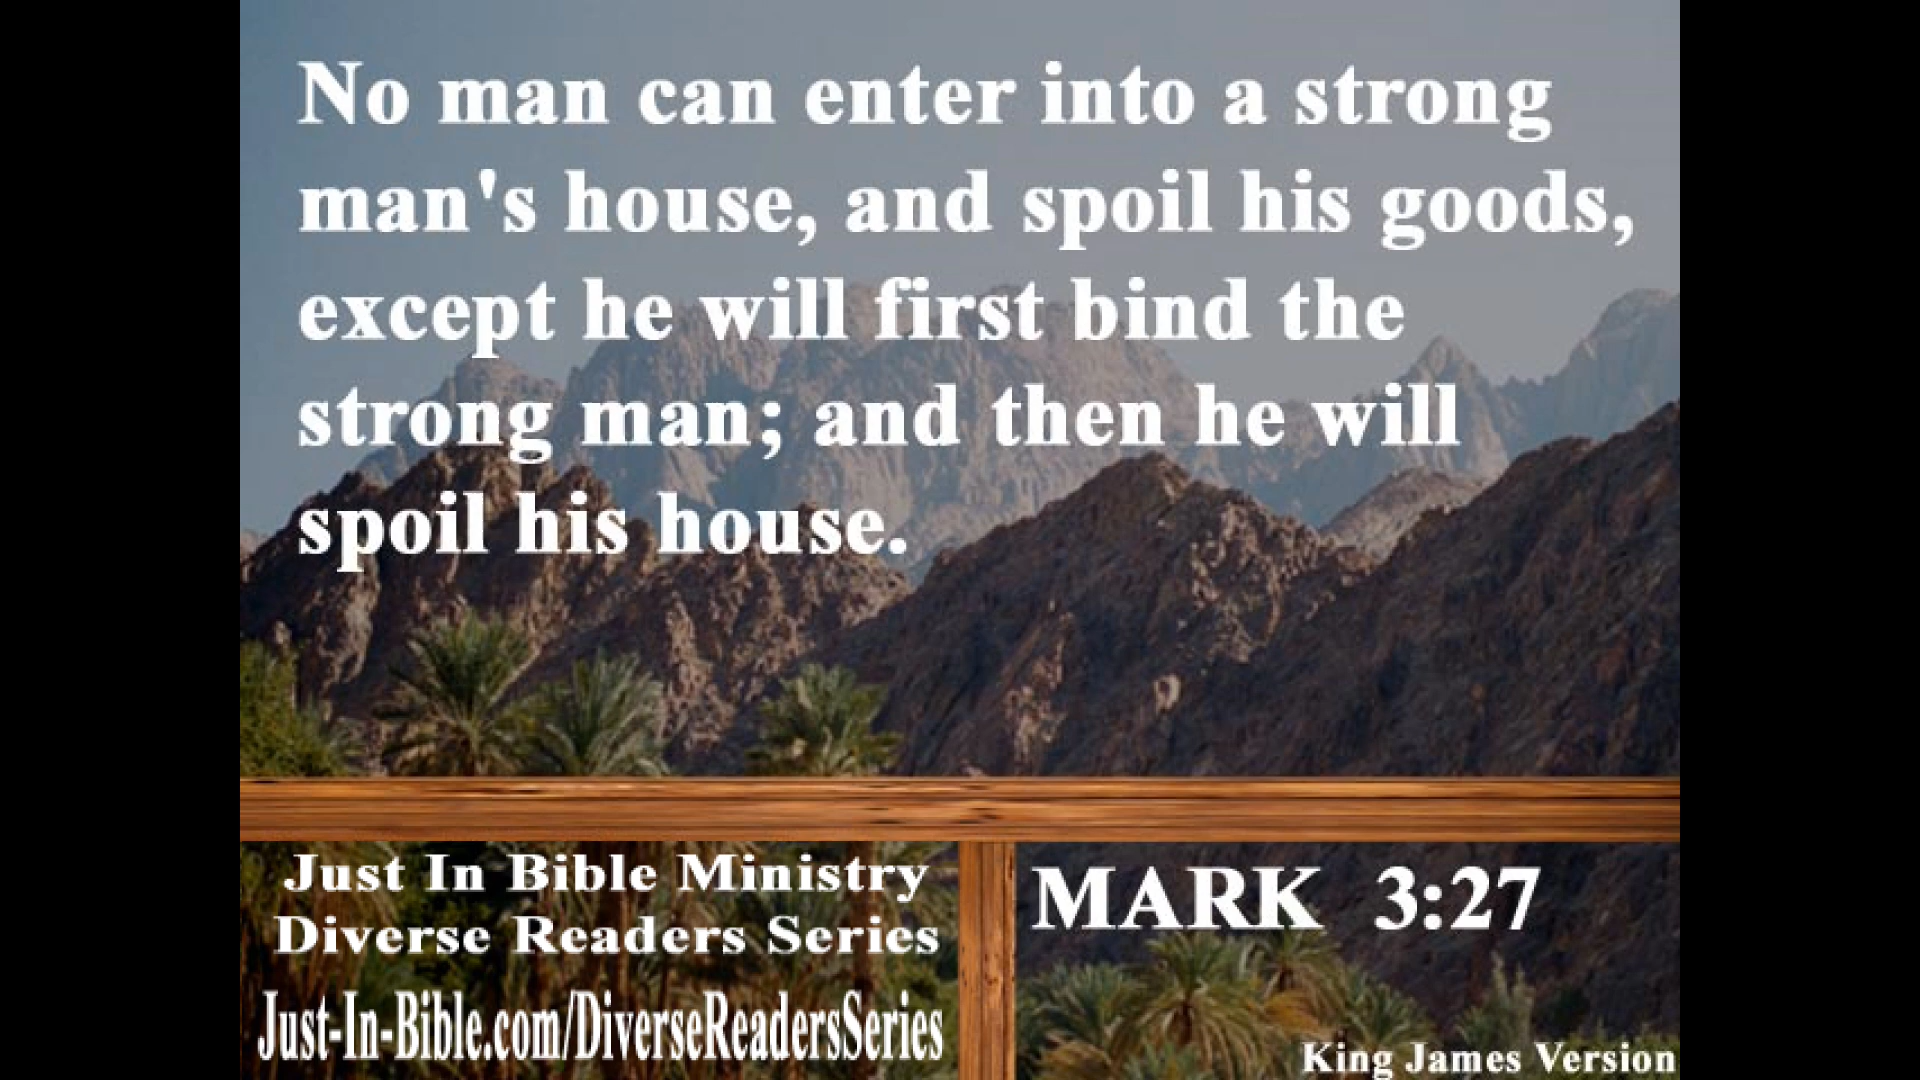 No man can enter into a strong
man's house, and spoil his goods,
except he will first bind the
strong man; and then he will
spoil his house.
Just In Bible Ministry
Diverse Readers Series
Just-In-Bible.com/DiverseReadersSeries
MARK 3:27
King James Version